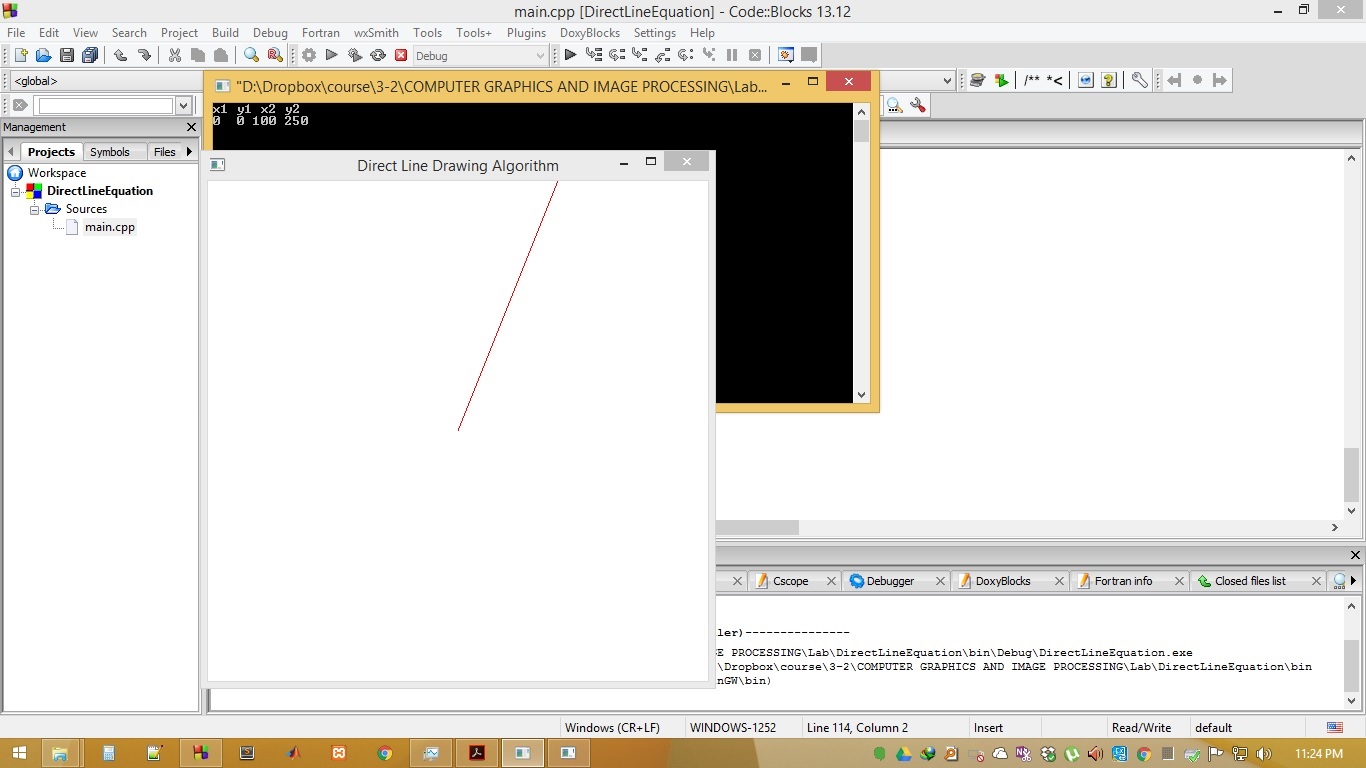 main.cpp [DirectLineEquation] - Code::Blocks 13.12
File Edit View Search Project Build Debug Fortran wxSmith Tools Tools+ Plugins DoxyBlocks Settings Help
Debug
<global>
/** *<
"D:\Dropbox\course\3-2\COMPUTER GRAPHICS AND IMAGE PROCESSING\Lab...
x1 y1 x2 y2
0 0 100 250
Management
Projects Symbols Files
Workspace
DirectLineEquation
Sources
main.cpp
Direct Line Drawing Algorithm
Cscope Debugger DoxyBlocks Fortran info Closed files list
ler)---------------
E PROCESSING\Lab\DirectLineEquation\bin\Debug\DirectLineEquation.exe
\Dropbox\course\3-2\COMPUTER GRAPHICS AND IMAGE PROCESSING\Lab\DirectLineEquation\bin
nGW\bin)
Windows (CR+LF) WINDOWS-1252 Line 114, Column 2 Insert Read/Write default
11:24 PM